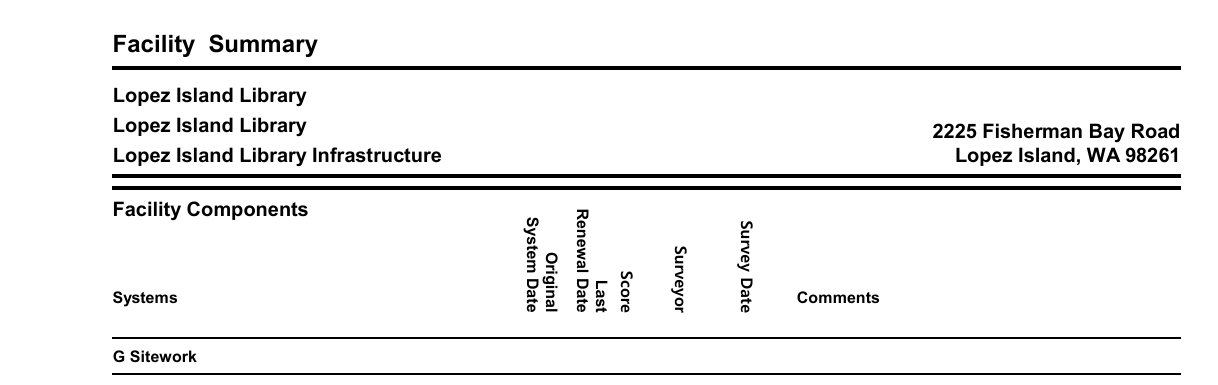 Facility Summary
Lopez Island Library
Lopez Island Library
Lopez Island Library Infrastructure
2225 Fisherman Bay Road
Lopez Island, WA 98261
Facility Components
Systems
Original
System Date
Last
Renewal Date
Score
Surveyor
Survey Date
Comments
G Sitework